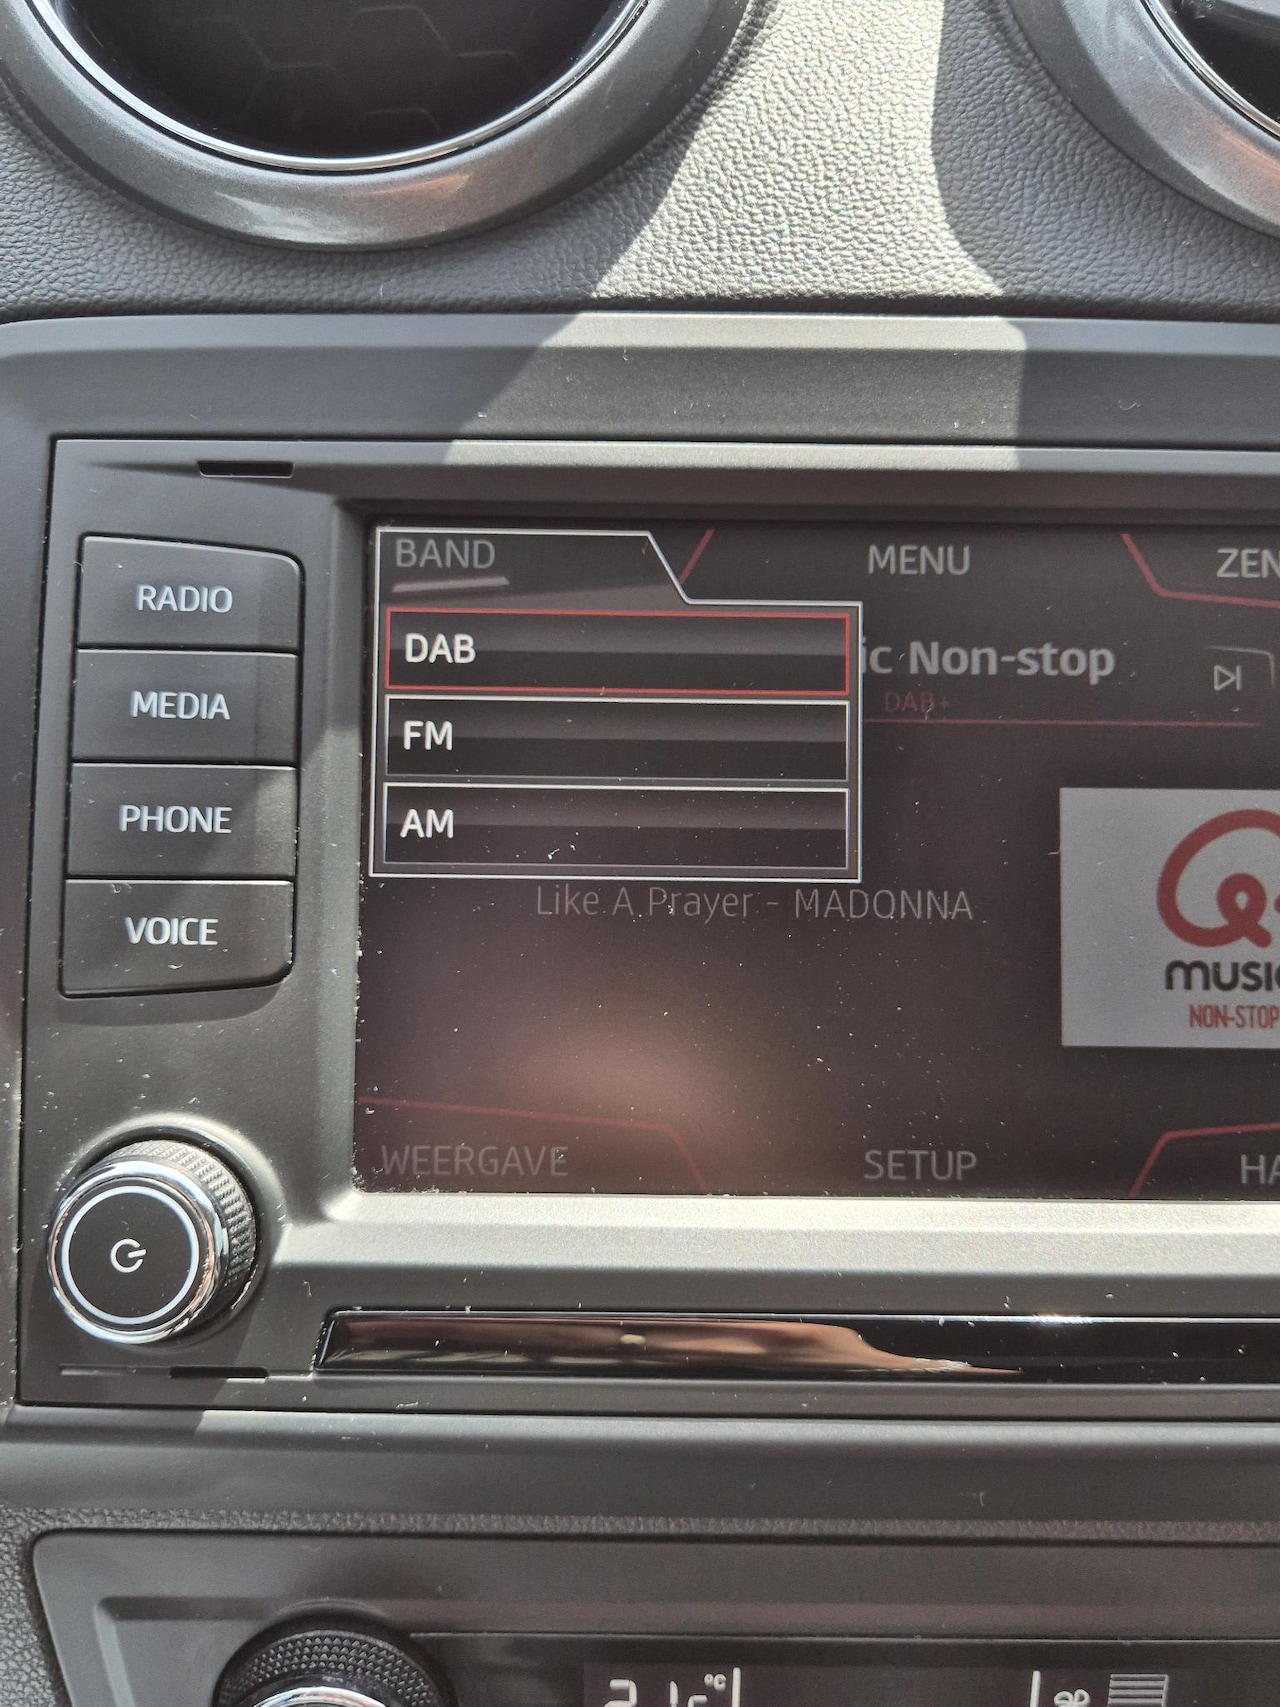 BAND
MENU
ZEN
RADIO
DAB
ic Non-stop
DAB+
MEDIA
FM
PHONE
AM
Like A Prayer - MADONNA
VOICE
MUSIC
NON-STOP
WEERGAVE
SETUP
HA
°C